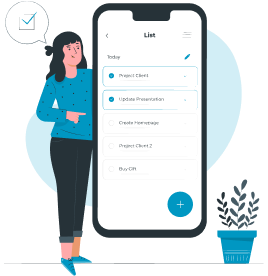 List
Today
Project Client
Update Presentation
Create Homepage
Project Client 2
Buy Gift